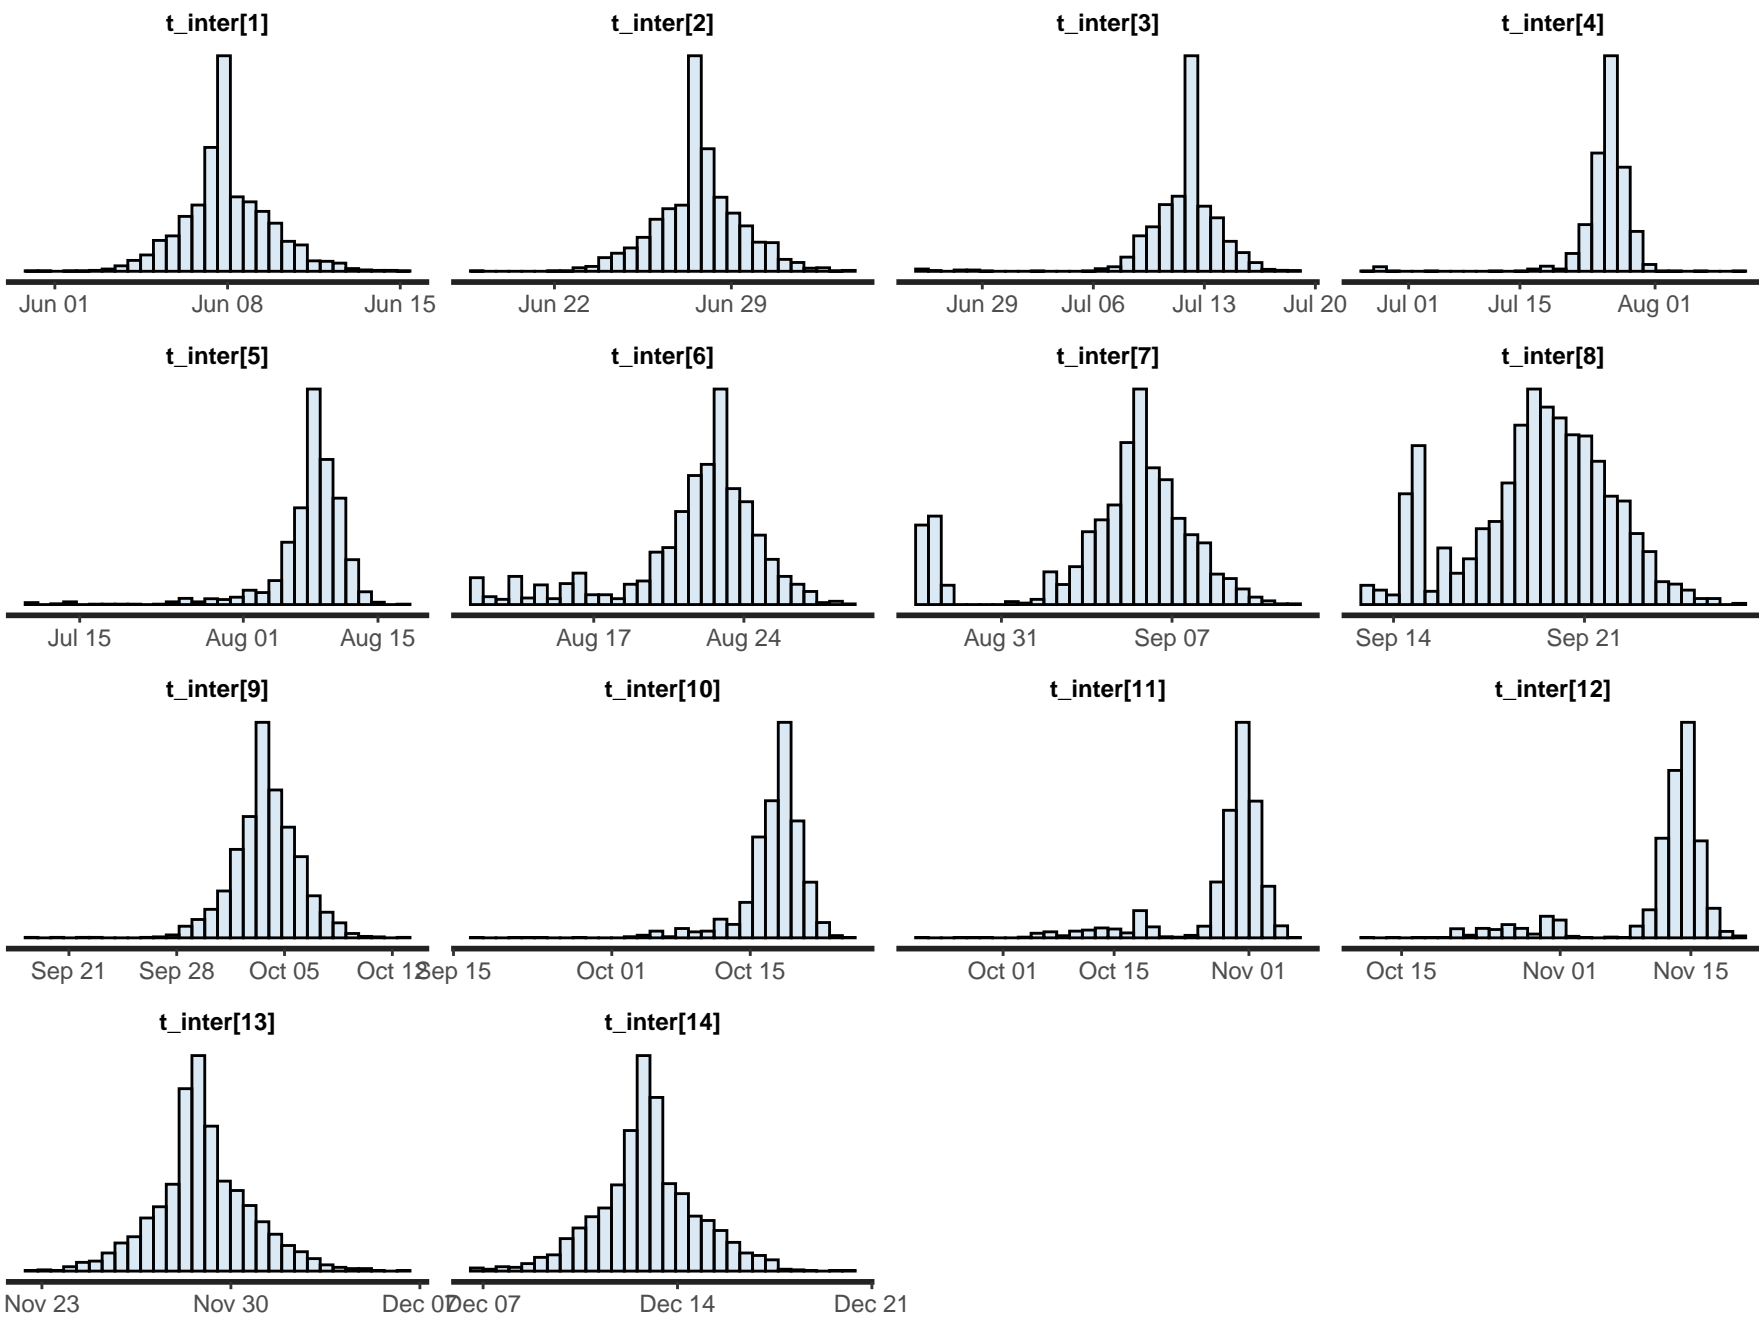 t_inter[1] t_inter[2] t_inter[3] t_inter[4]
Jun 01 Jun 08 Jun 15 Jun 22 Jun 29 Jun 29 Jul 06 Jul 13 Jul 20 Jul 01 Jul 15 Aug 01
t_inter[5] t_inter[6] t_inter[7] t_inter[8]
Jul 15 Aug 01 Aug 15 Aug 17 Aug 24 Aug 31 Sep 07 Sep 14 Sep 21
t_inter[9] t_inter[10] t_inter[11] t_inter[12]
Sep 21 Sep 28 Oct 05 Oct 12 Sep 15 Oct 01 Oct 15 Oct 01 Oct 15 Nov 01 Oct 15 Nov 01 Nov 15
t_inter[13] t_inter[14]
Nov 23 Nov 30 Dec 07 Dec 07 Dec 14 Dec 21